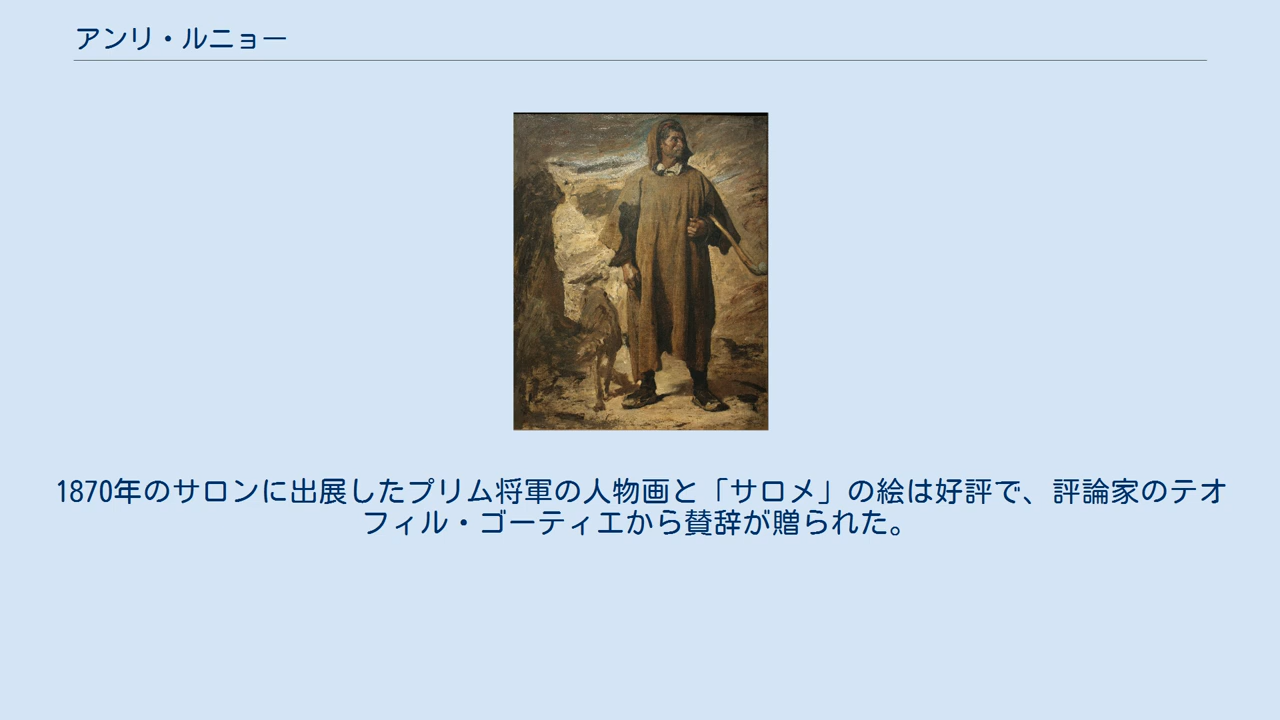 アンリ・ルニョー
1870年のサロンに出展したプリム将軍の人物画と「サロメ」の絵は好評で、評論家のテオ
フィル・ゴーティエから賛辞が贈られた。